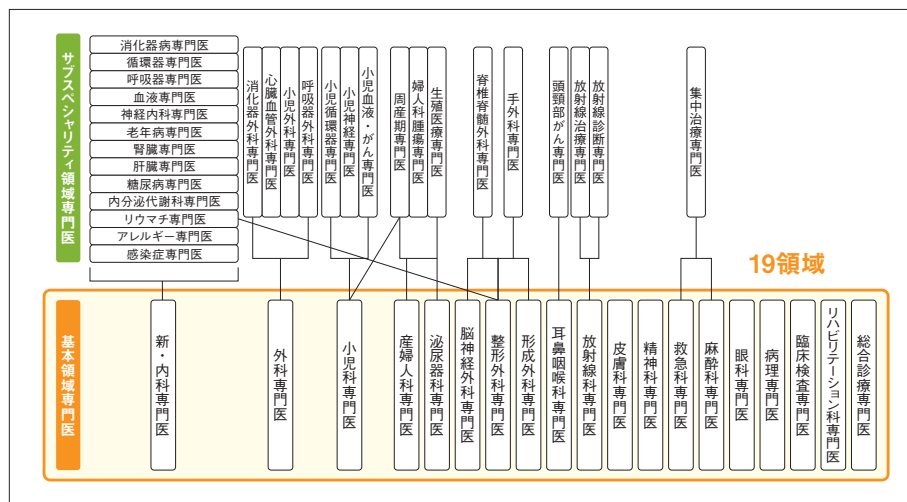 サブスペシャリティ領域専門医
消化器病専門医
循環器専門医
呼吸器専門医
血液専門医
神経内科専門医
老年病専門医
腎臓専門医
肝臓専門医
糖尿病専門医
内分泌代謝科専門医
リウマチ専門医
アレルギー専門医
感染症専門医
消化器外科専門医
心臓血管外科専門医
小児外科専門医
呼吸器外科専門医
小児循環器専門医
小児神経専門医
小児血液・がん専門医
周産期専門医
婦人科腫瘍専門医
生殖医療専門医
脊椎脊髄外科専門医
手外科専門医
頭頸部がん専門医
放射線治療専門医
放射線診断専門医
集中治療専門医
19領域
基本領域専門医
新・内科専門医
外科専門医
小児科専門医
産婦人科専門医
泌尿器科専門医
脳神経外科専門医
整形外科専門医
形成外科専門医
耳鼻咽喉科専門医
放射線科専門医
皮膚科専門医
精神科専門医
救急科専門医
麻酔科専門医
眼科専門医
病理専門医
臨床検査専門医
リハビリテーション科専門医
総合診療専門医